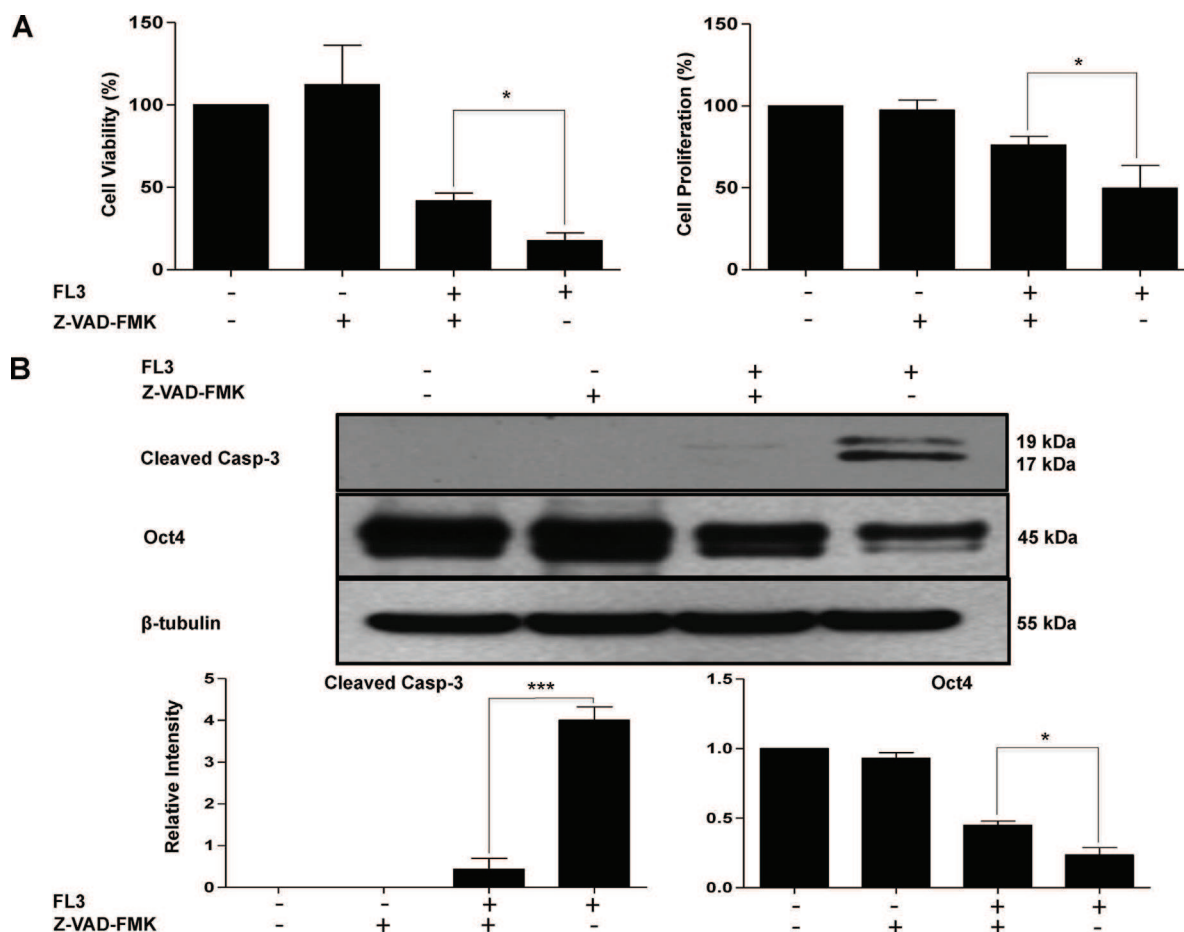 A
150
100
50
0
Cell Viability (%)
*
150
100
50
0
Cell Proliferation (%)
*
FL3 - - + + - - + +
Z-VAD-FMK - + + - - + + -
B
FL3 - - + +
Z-VAD-FMK - + + -
Cleaved Casp-3
19 kDa
17 kDa
Oct4
45 kDa
β-tubulin
55 kDa
Cleaved Casp-3
5
4
3
2
1
0
Relative Intensity
***
Oct4
1.5
1.0
0.5
0.0
*
FL3 - - + + - - + +
Z-VAD-FMK - + + - - + + -